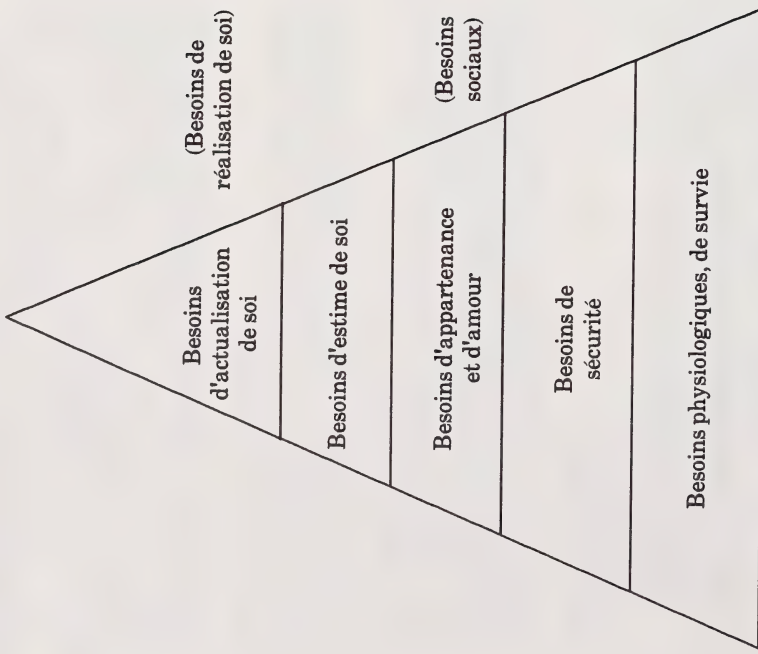 Besoins
d'actualisation
de soi
(Besoins de
réalisation de soi)
Besoins d'estime de soi
Besoins d'appartenance
et d'amour
(Besoins
sociaux)
Besoins de
sécurité
Besoins physiologiques, de survie